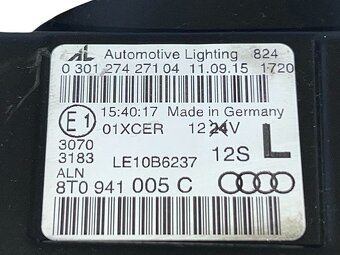 AL Automotive Lighting 824
0 301 274 271 04 11.09.15 1720
15:40:17 Made in Germany
E1 01XCER 12 24V
3070
3183 LE10B6237 12S L
ALN
8T0 941 005 C